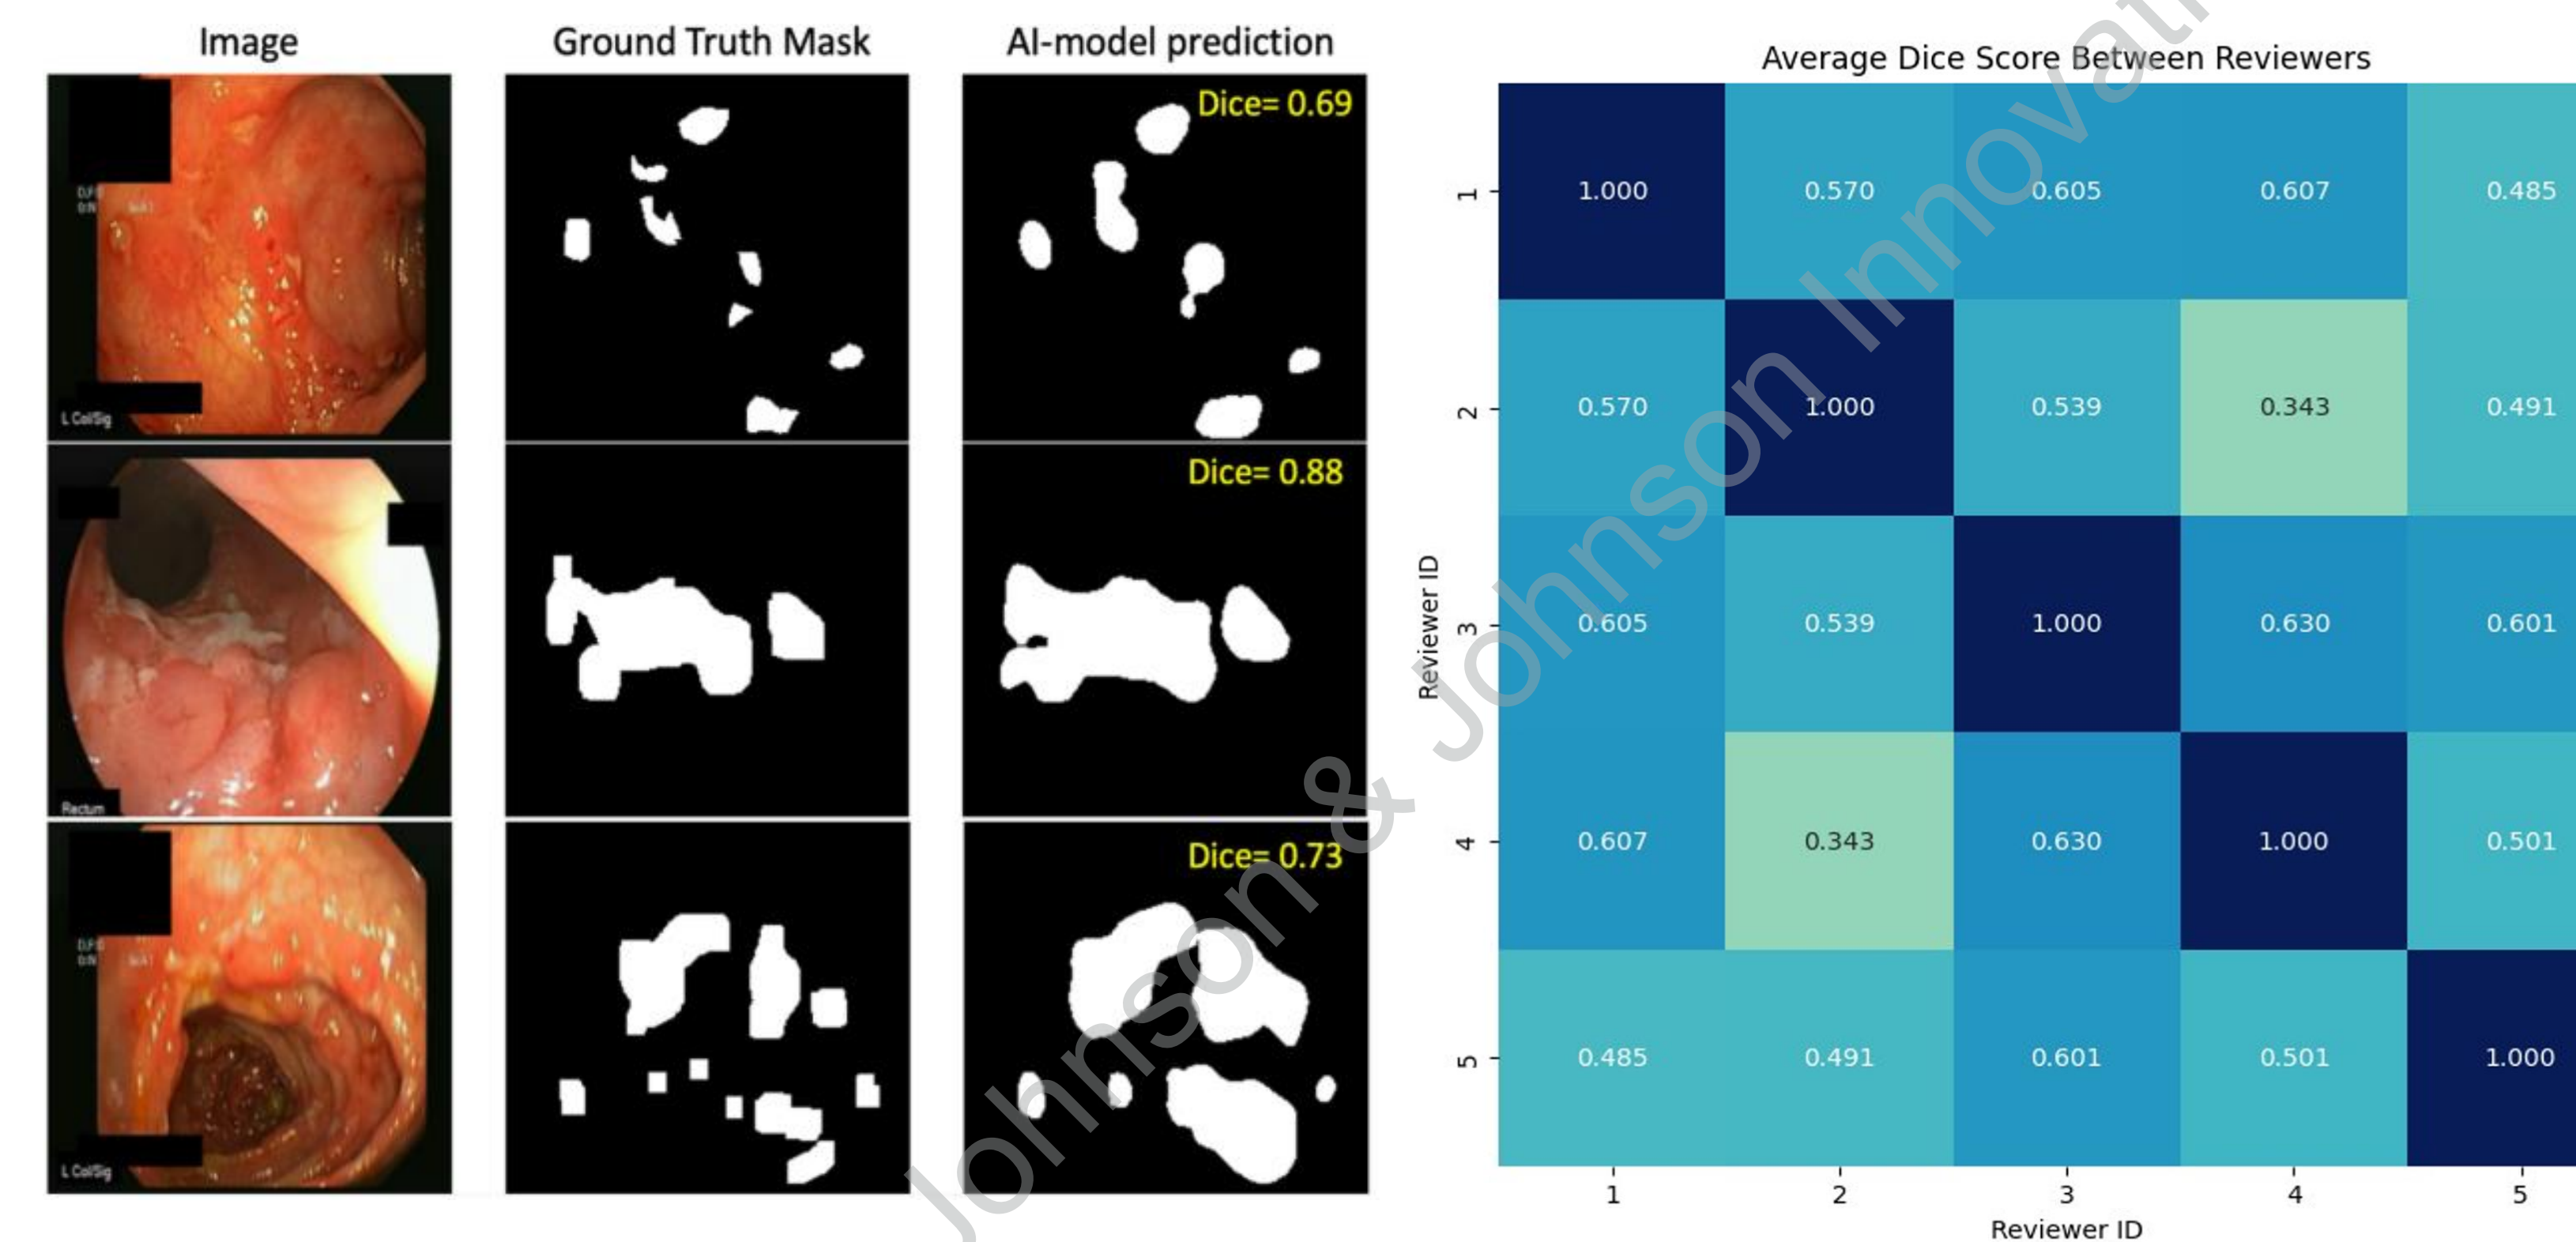 Image
Ground Truth Mask
AI-model prediction
Dice= 0.69
L Col/Sig
Dice= 0.88
Rectum
Dice= 0.73
L Col/Sig
Average Dice Score Between Reviewers
Reviewer ID
1
1.000 0.570 0.605 0.607 0.485
2
0.570 1.000 0.539 0.343 0.491
3
0.605 0.539 1.000 0.630 0.601
4
0.607 0.343 0.630 1.000 0.501
5
0.485 0.491 0.601 0.501 1.000
1 2 3 4 5
Reviewer ID
Johnson & Johnson Innovati